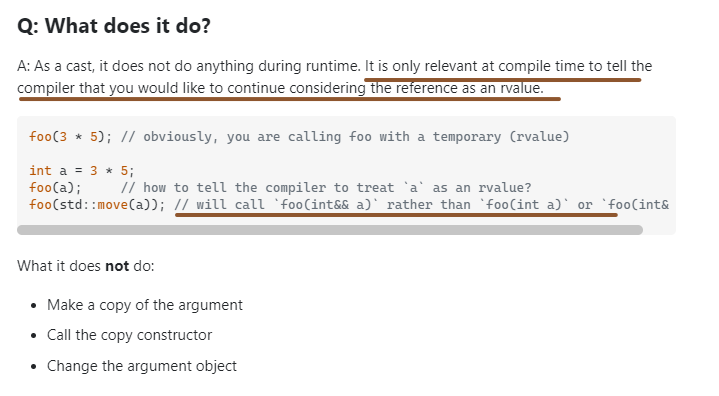 Q: What does it do?
A: As a cast, it does not do anything during runtime. It is only relevant at compile time to tell the
compiler that you would like to continue considering the reference as an rvalue.
foo(3 * 5); // obviously, you are calling foo with a temporary (rvalue)
int a = 3 * 5;
foo(a);     // how to tell the compiler to treat `a` as an rvalue?
foo(std::move(a)); // will call `foo(int&& a)` rather than `foo(int a)` or `foo(int&
What it does not do:
• Make a copy of the argument
• Call the copy constructor
• Change the argument object